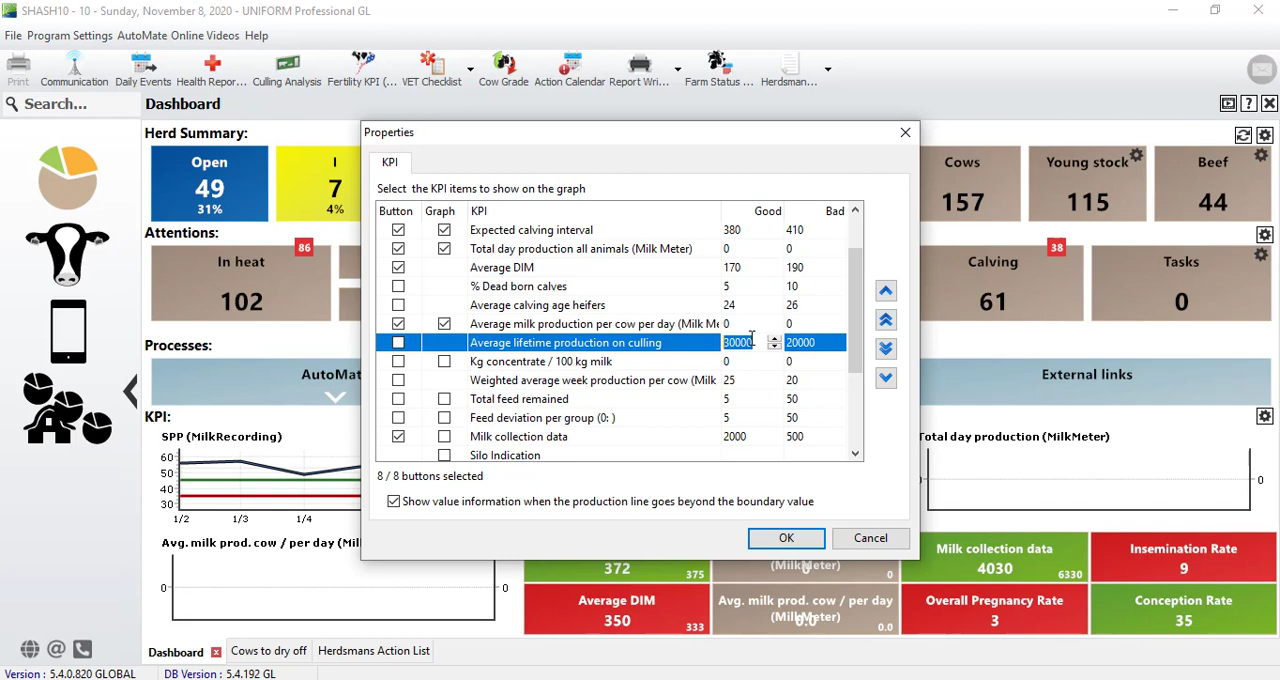 SHASH10 - 10 - Sunday, November 8, 2020 - UNIFORM Professional GL
File Program Settings AutoMate Online Videos Help
Print Communication Daily Events Health Repor... Culling Analysis Fertility KPI (... VET Checklist Cow Grade Action Calendar Report Wri... Farm Status ... Herdsman...
Search... Dashboard
Herd Summary:
Open I Cows Young stock Beef
49 7 157 115 44
31% 4%
Attentions:
86 38
In heat Calving Tasks
102 61 0
Processes:
AutoMa External links
KPI:
SPP (MilkRecording) Total day production (MilkMeter)
60
50
40
30
1/2 1/3 1/4
0
Avg. milk prod. cow / per day (Mil
0 0
Properties
KPI
Select the KPI items to show on the graph
Button Graph KPI Good Bad
Expected calving interval 380 410
Total day production all animals (Milk Meter) 0 0
Average DIM 170 190
% Dead born calves 5 10
Average calving age heifers 24 26
Average milk production per cow per day (Milk Me 0 0
Average lifetime production on culling 30000 20000
Kg concentrate / 100 kg milk 0 0
Weighted average week production per cow (Milk 25 20
Total feed remained 5 50
Feed deviation per group (0: ) 5 50
Milk collection data 2000 500
Silo Indication
8 / 8 buttons selected
Show value information when the production line goes beyond the boundary value
OK Cancel
372 375
(MilkMeter)
0 0
Milk collection data
4030 6330
Insemination Rate
9
Average DIM
350 333
Avg. milk prod. cow / per day
(MilkMeter)
0.0 0.0
Overall Pregnancy Rate
3
Conception Rate
35
Dashboard Cows to dry off Herdsmans Action List
Version : 5.4.0.820 GLOBAL DB Version : 5.4.192 GL